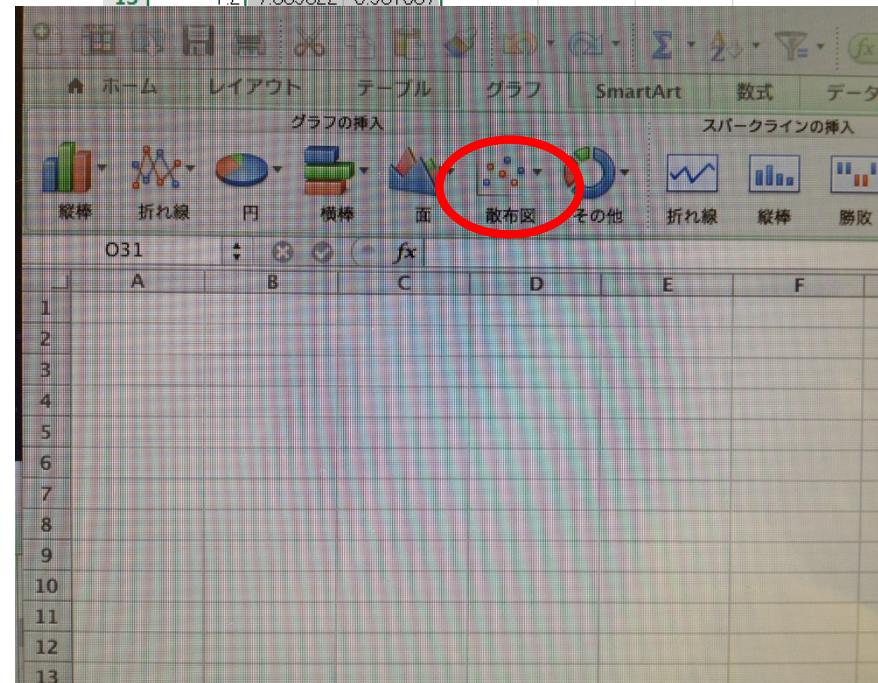 ホーム レイアウト テーブル グラフ SmartArt 数式 データ
グラフの挿入 スパークラインの挿入
縦棒 折れ線 円 横棒 面 散布図 その他 折れ線 縦棒 勝敗
O31 fx
A B C D E F
1
2
3
4
5
6
7
8
9
10
11
12
13